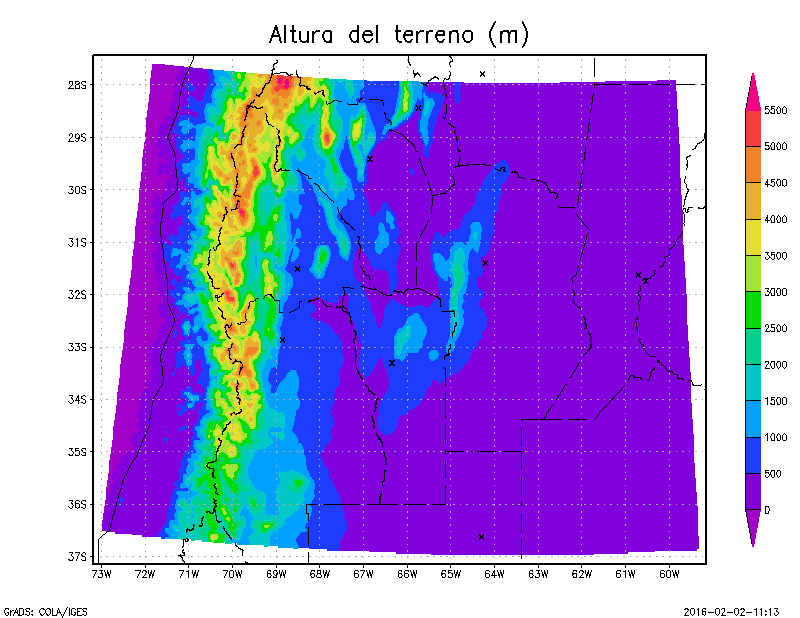 Altura del terreno (m)
28S
29S
30S
31S
32S
33S
34S
35S
36S
37S
73W 72W 71W 70W 69W 68W 67W 66W 65W 64W 63W 62W 61W 60W
5500
5000
4500
4000
3500
3000
2500
2000
1500
1000
500
0
GrADS: COLA/IGES
2016-02-02-11:13